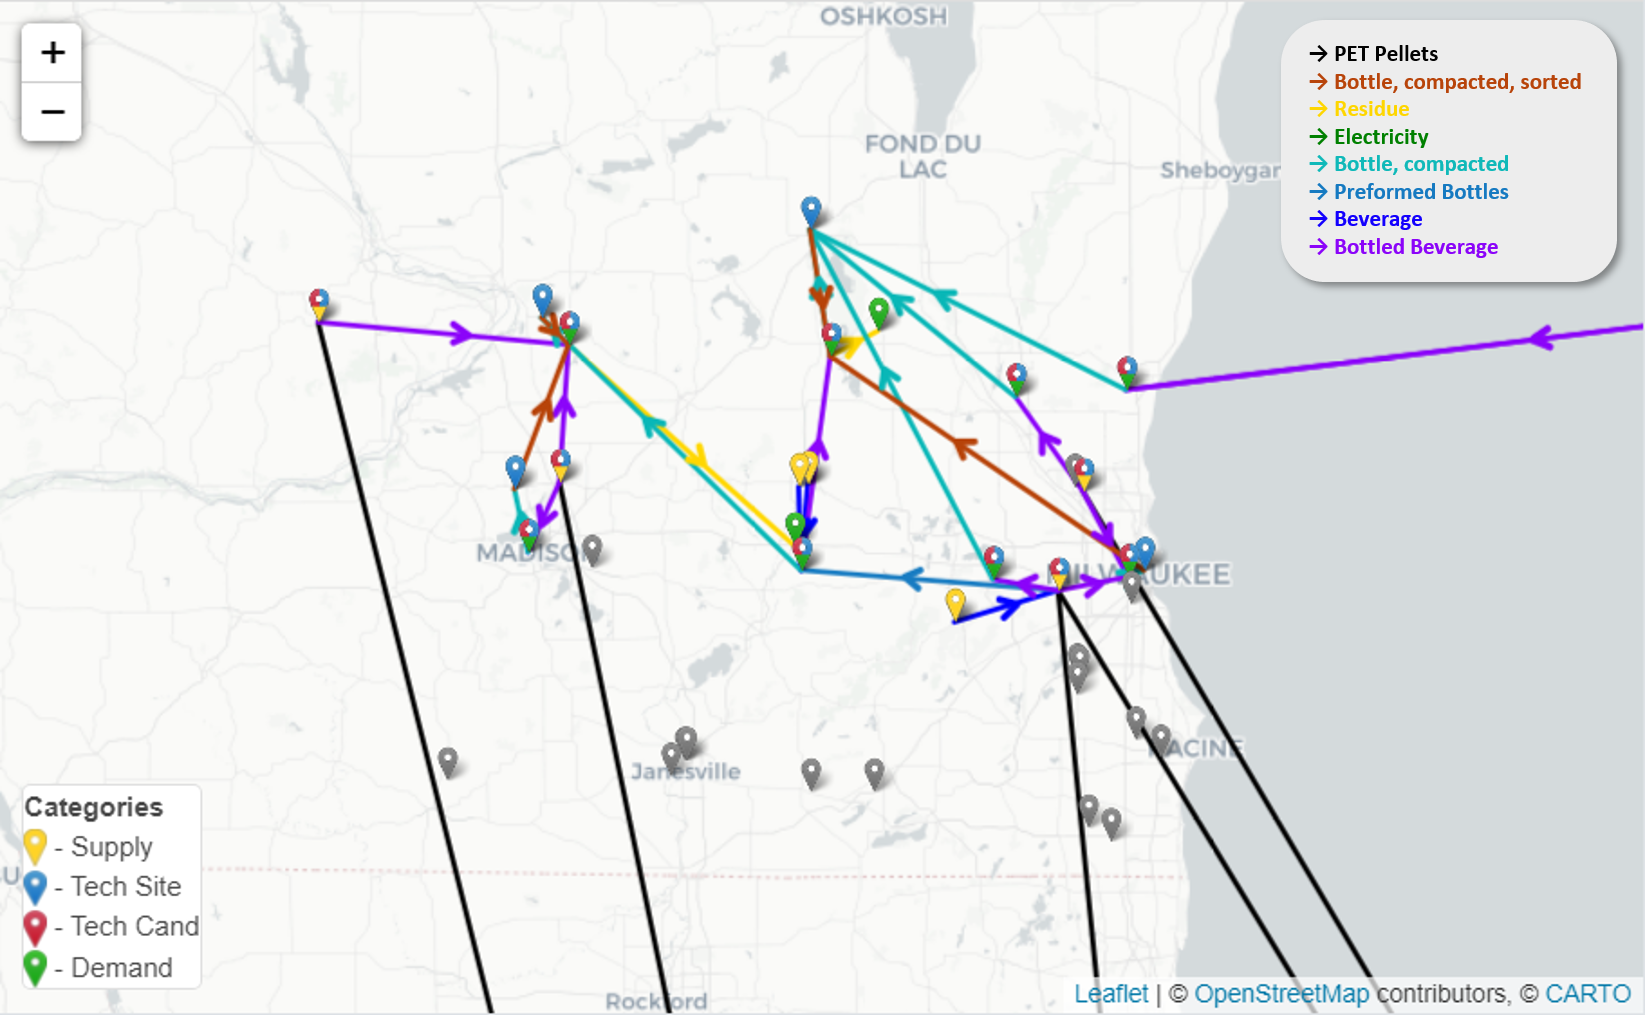 OSHKOSH
+
−
→ PET Pellets
→ Bottle, compacted, sorted
→ Residue
→ Electricity
→ Bottle, compacted
→ Preformed Bottles
→ Beverage
→ Bottled Beverage
FOND DU
LAC
Sheboygan
MADISON
MILWAUKEE
RACINE
Janesville
Categories
- Supply
- Tech Site
- Tech Cand
- Demand
Rockford
Leaflet | © OpenStreetMap contributors, © CARTO